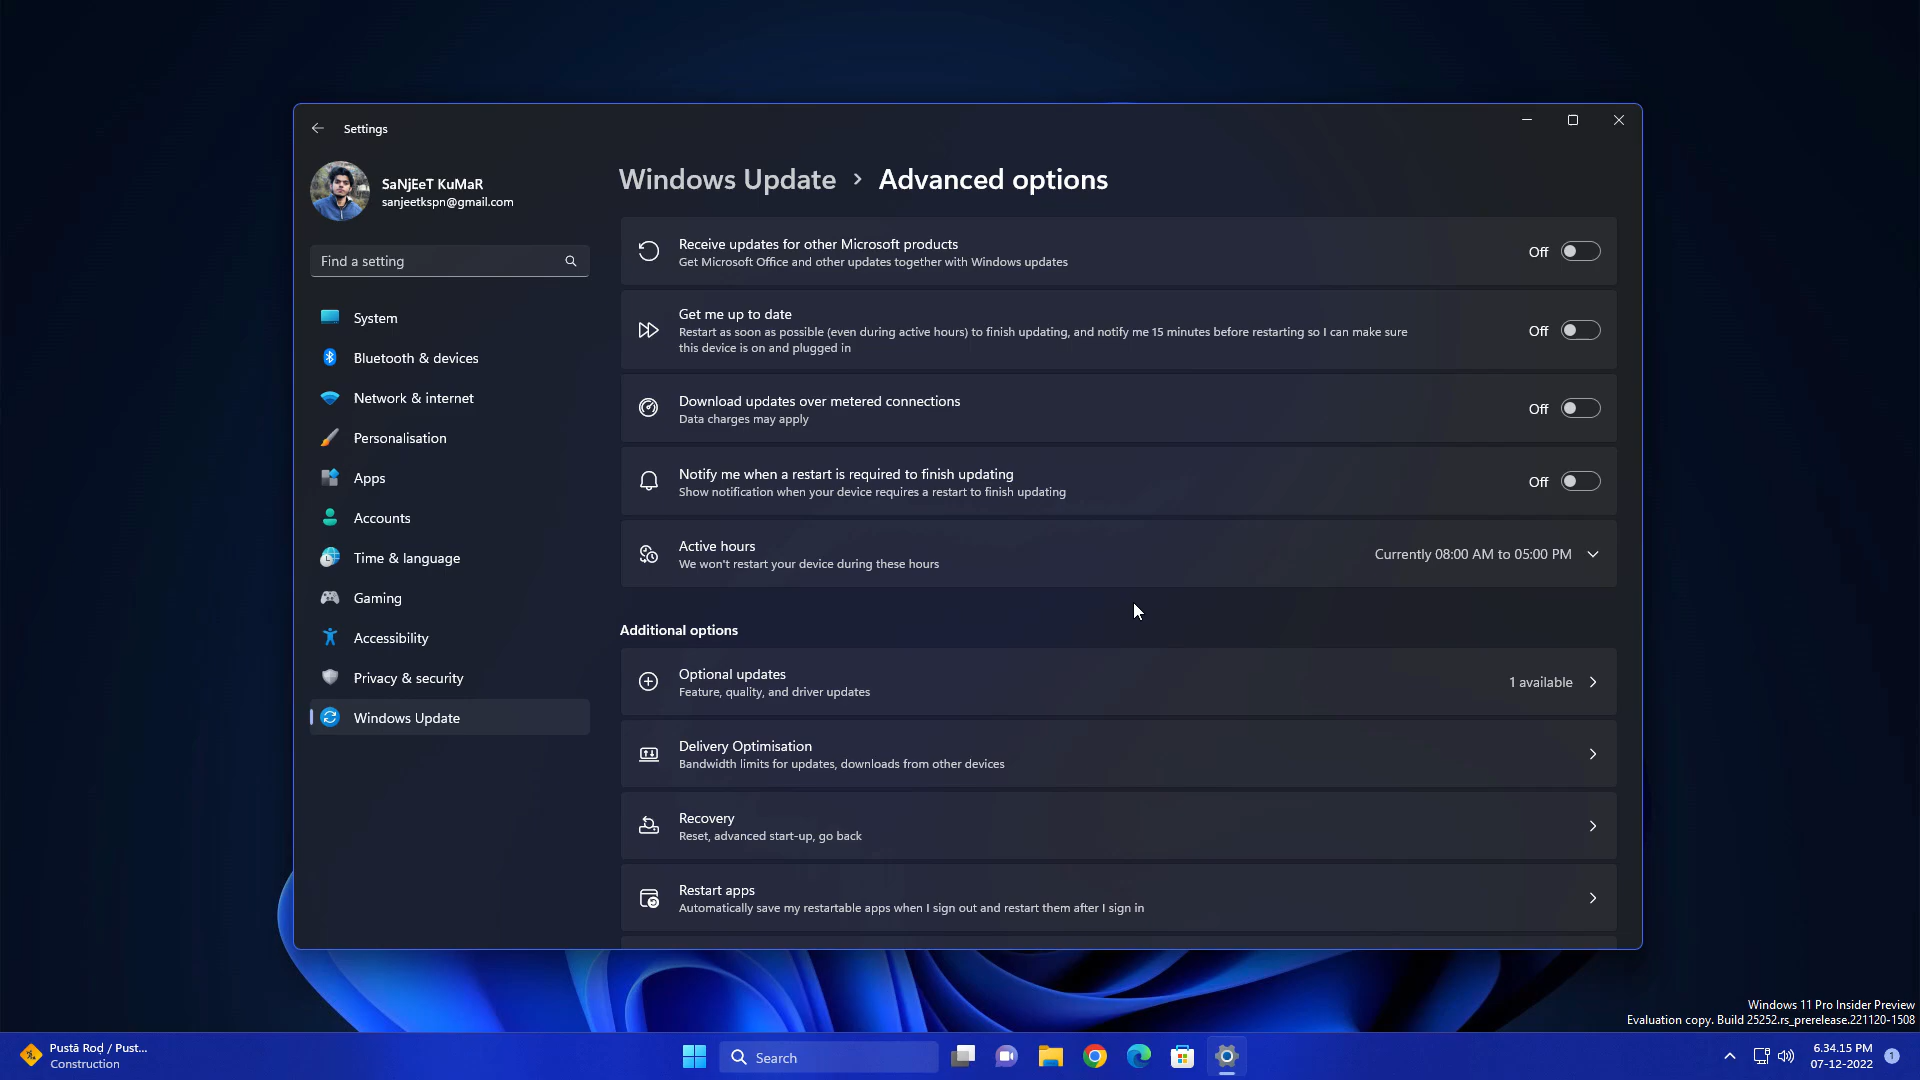 Settings
SaNjEeT KuMaR
sanjeetkspn@gmail.com
Find a setting
System
Bluetooth & devices
Network & internet
Personalisation
Apps
Accounts
Time & language
Gaming
Accessibility
Privacy & security
Windows Update
Windows Update > Advanced options
Receive updates for other Microsoft products
Get Microsoft Office and other updates together with Windows updates
Off
Get me up to date
Restart as soon as possible (even during active hours) to finish updating, and notify me 15 minutes before restarting so I can make sure
this device is on and plugged in
Off
Download updates over metered connections
Data charges may apply
Off
Notify me when a restart is required to finish updating
Show notification when your device requires a restart to finish updating
Off
Active hours
We won't restart your device during these hours
Currently 08:00 AM to 05:00 PM
Additional options
Optional updates
Feature, quality, and driver updates
1 available
Delivery Optimisation
Bandwidth limits for updates, downloads from other devices
Recovery
Reset, advanced start-up, go back
Restart apps
Automatically save my restartable apps when I sign out and restart them after I sign in
Windows 11 Pro Insider Preview
Evaluation copy. Build 25252.rs_prerelease.221120-1508
Pustā Roḍ / Pust...
Construction
Search
6.34.15 PM
07-12-2022
1